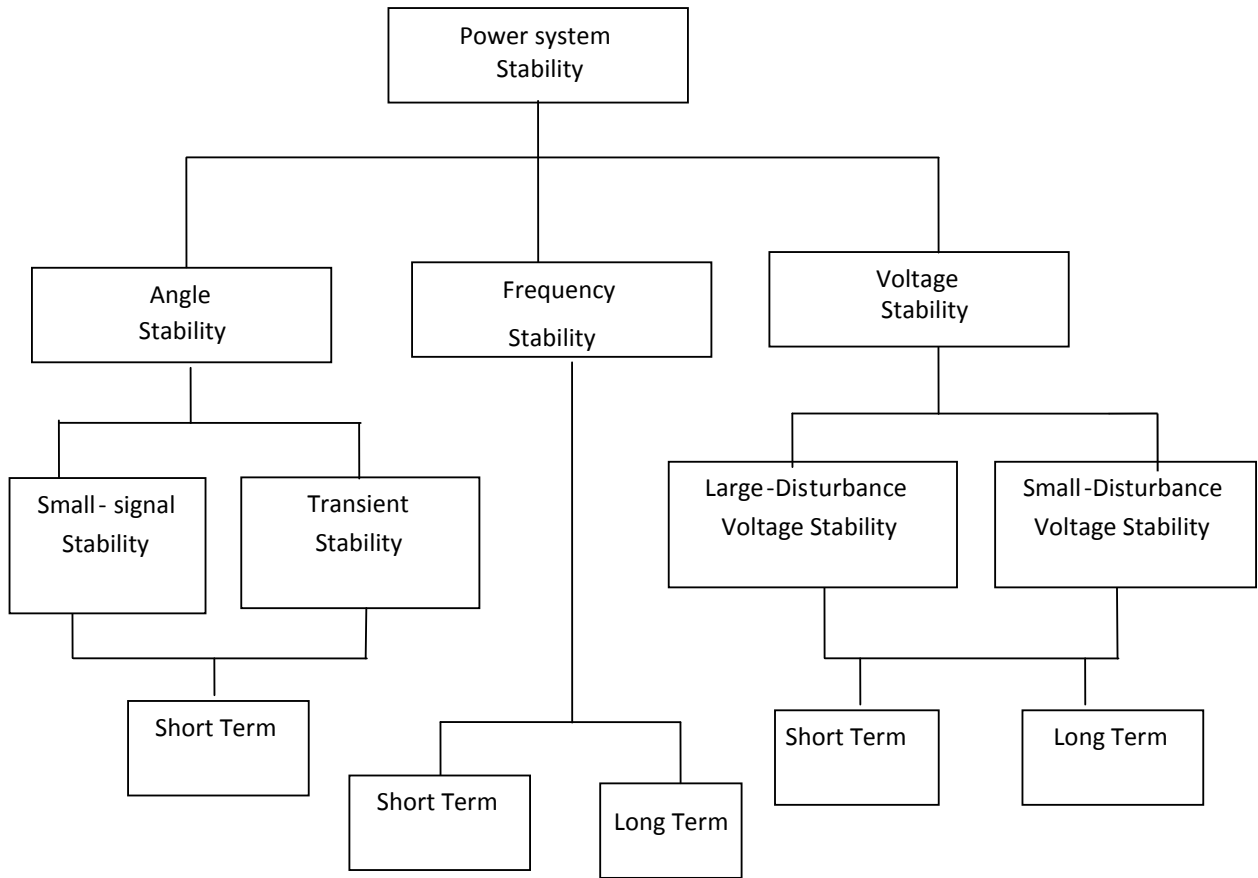 Power system
Stability
Angle
Stability
Frequency
Stability
Voltage
Stability
Small- signal
Stability
Transient
Stability
Large-Disturbance
Voltage Stability
Small-Disturbance
Voltage Stability
Short Term
Short Term
Long Term
Short Term
Long Term